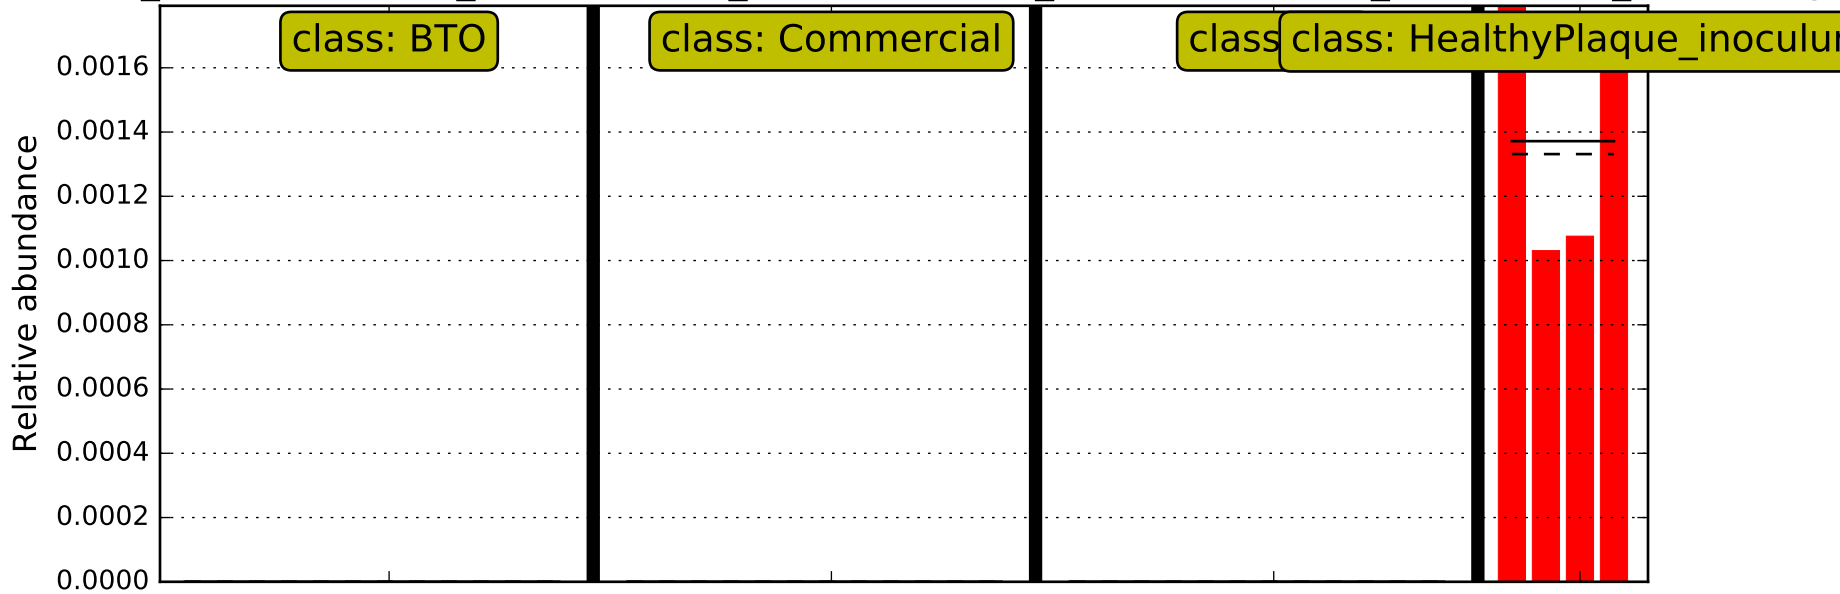 class: BTO
class: Commercial
class
class: HealthyPlaque_inoculu
Relative abundance
0.0016
0.0014
0.0012
0.0010
0.0008
0.0006
0.0004
0.0002
0.0000